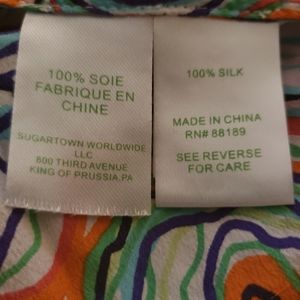 100% SOIE
FABRIQUE EN
CHINE
SUGARTOWN WORLDWIDE
LLC
800 THIRD AVENUE
KING OF PRUSSIA,PA
100% SILK
MADE IN CHINA
RN# 88189
SEE REVERSE
FOR CARE